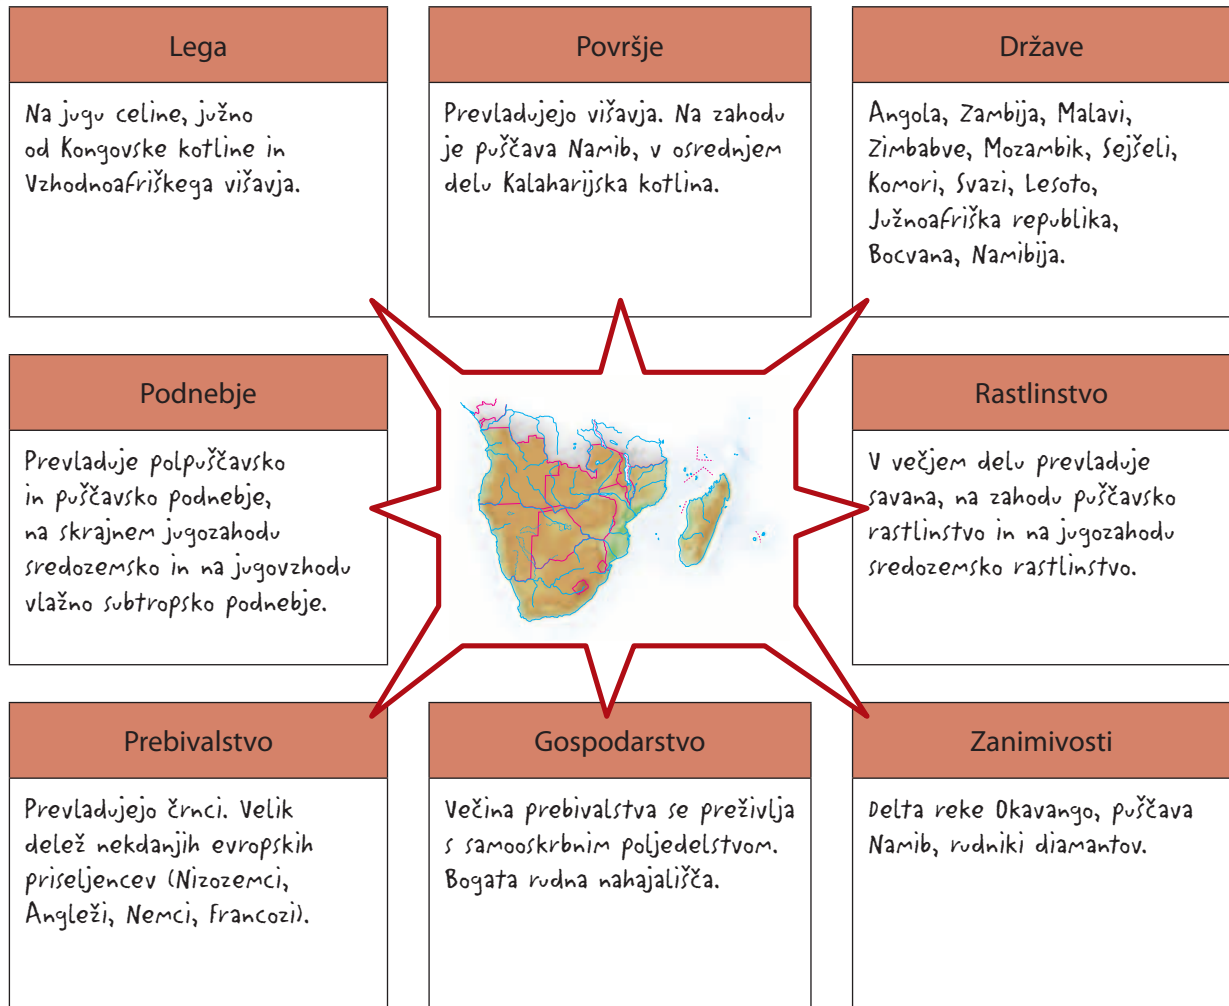 Lega
Na jugu celine, južno
od Kongovske kotline in
Vzhodnoafriškega višavja.
Površje
Prevladujejo višavja. Na zahodu
je puščava Namib, v osrednjem
delu Kalaharijska kotlina.
Države
Angola, Zambija, Malavi,
Zimbabve, Mozambik, Sejšeli,
Komori, Svazi, Lesoto,
Južnoafriška republika,
Bocvana, Namibija.
Podnebje
Prevladuje polpuščavsko
in puščavsko podnebje,
na skrajnem jugozahodu
sredozemsko in na jugovzhodu
vlažno subtropsko podnebje.
Rastlinstvo
V večjem delu prevladuje
savana, na zahodu puščavsko
rastlinstvo in na jugozahodu
sredozemsko rastlinstvo.
Prebivalstvo
Prevladujejo črnci. Velik
delež nekdanjih evropskih
priseljencev (Nizozemci,
Angleži, Nemci, Francozi).
Gospodarstvo
Večina prebivalstva se preživlja
s samooskrbnim poljedelstvom.
Bogata rudna nahajališča.
Zanimivosti
Delta reke Okavango, puščava
Namib, rudniki diamantov.